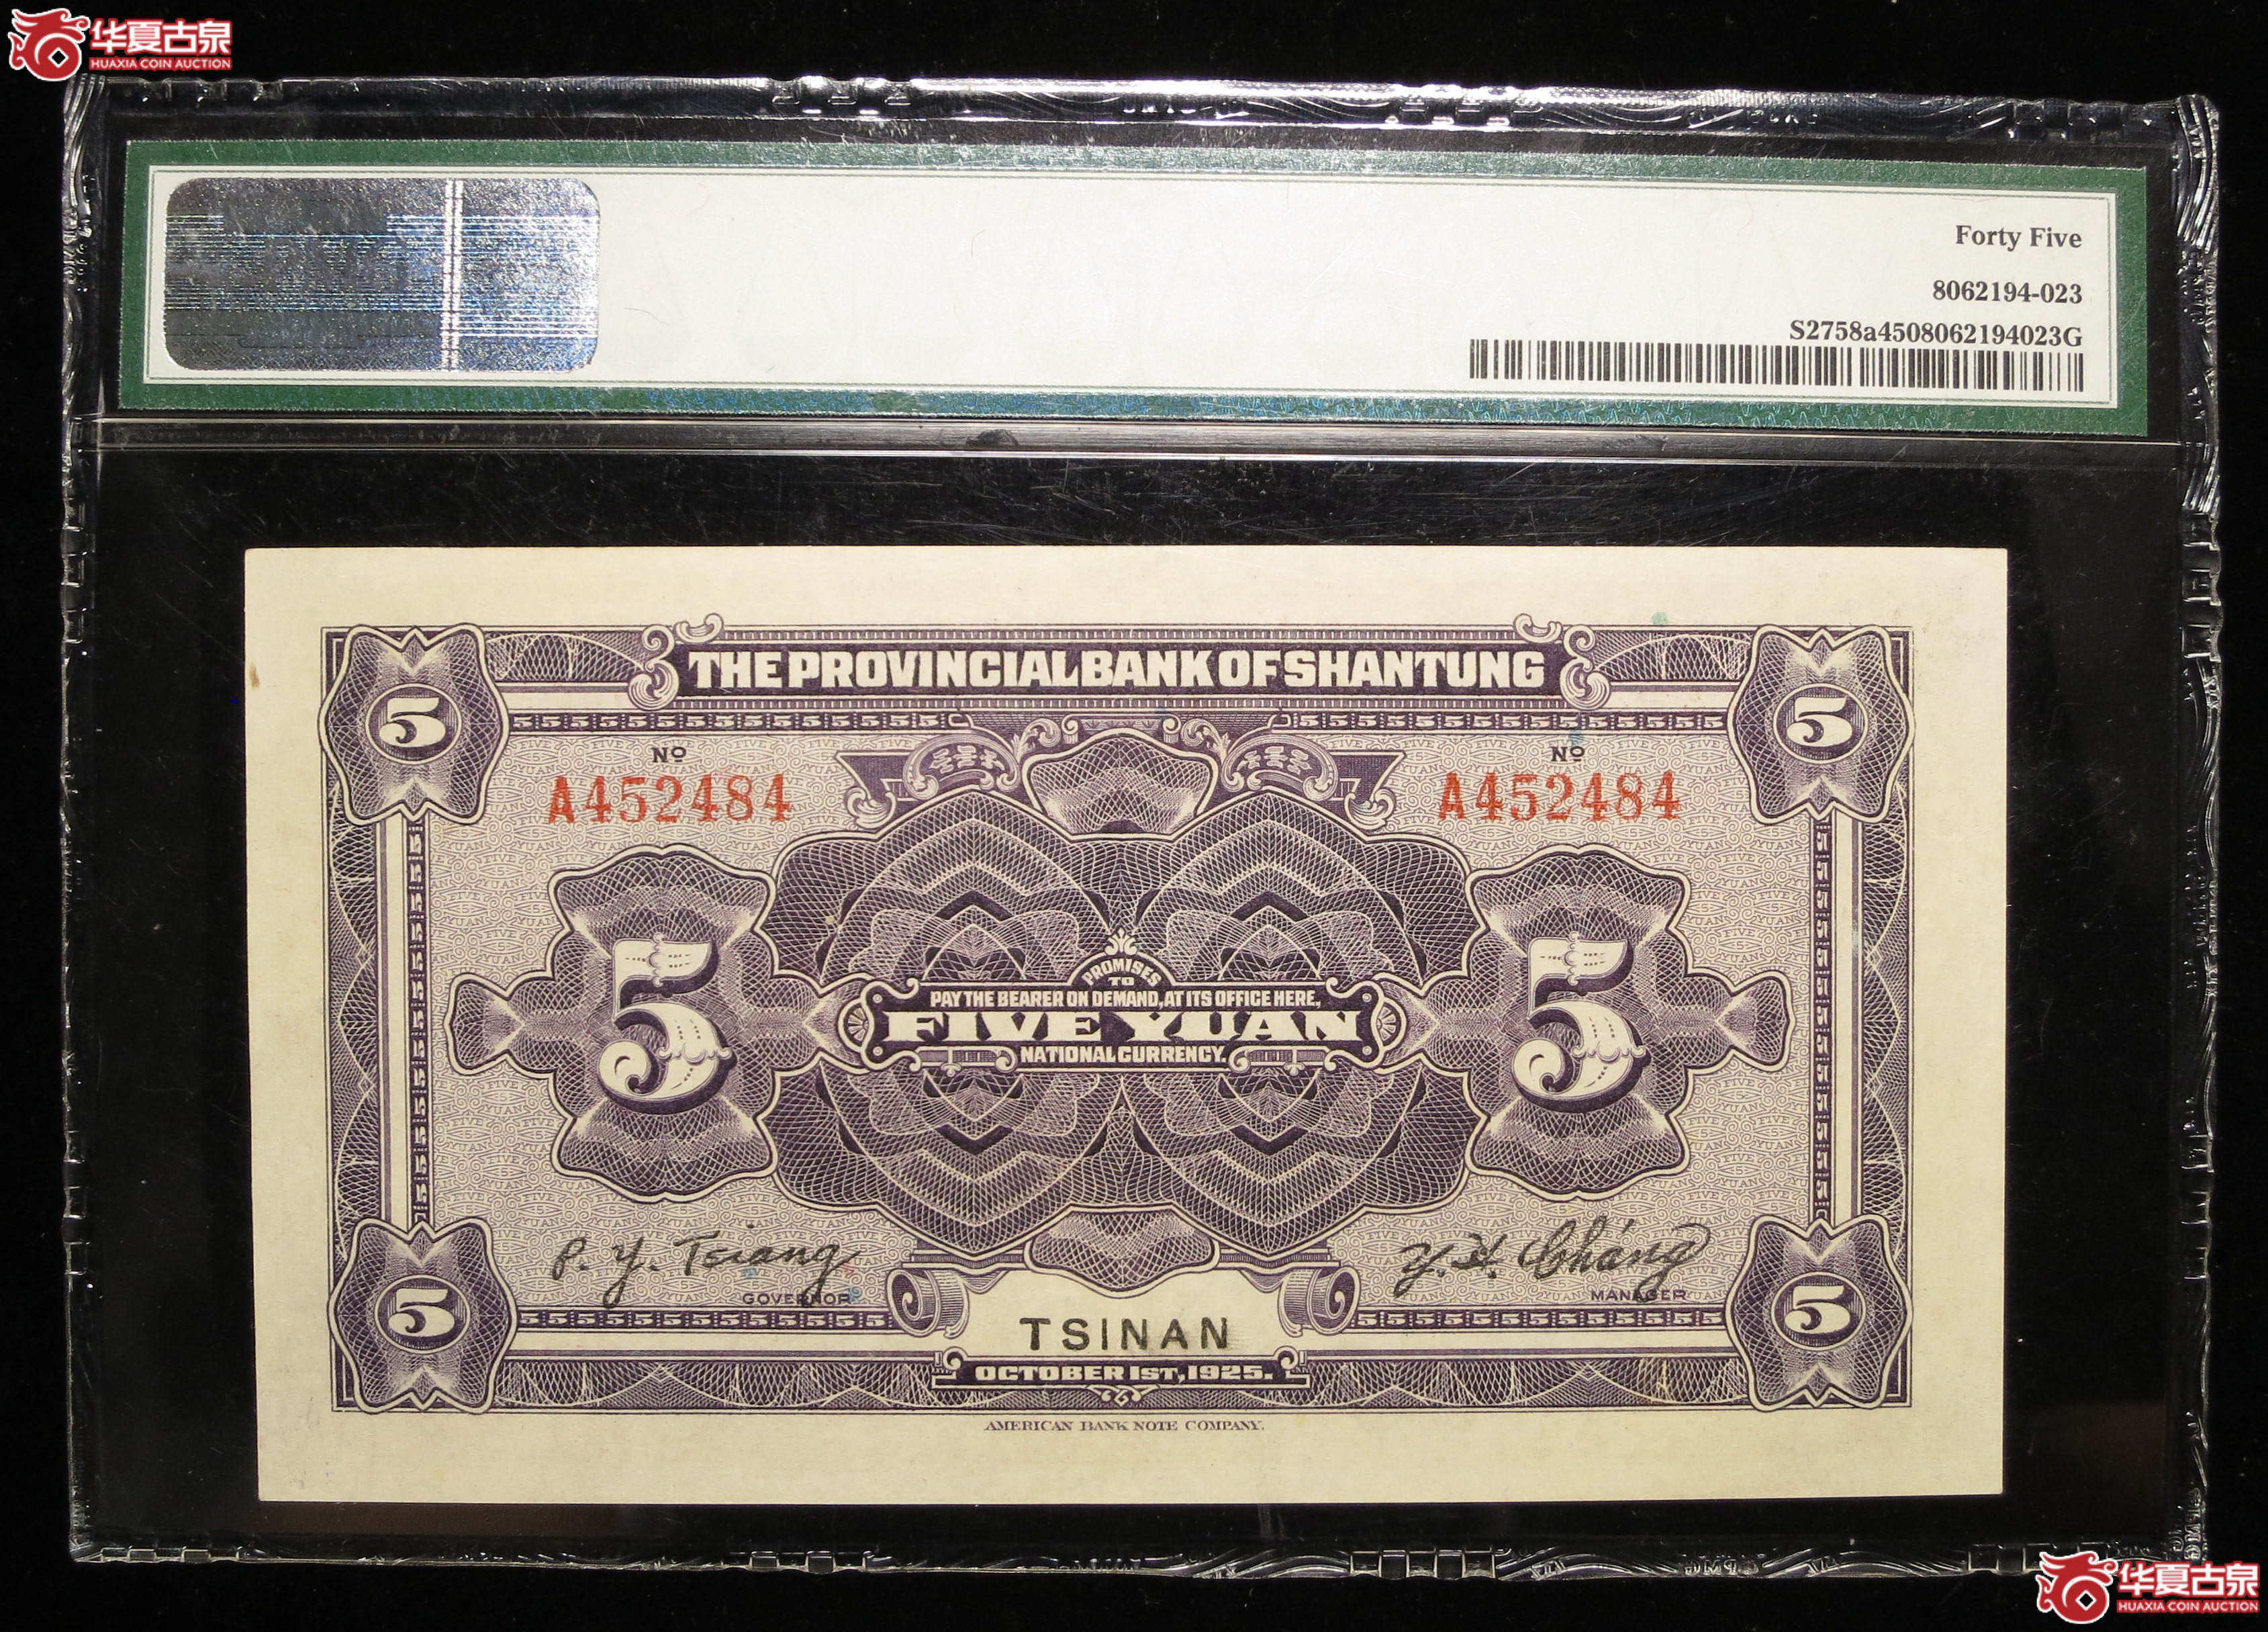 华夏古泉
HUAXIA COIN AUCTION
Forty Five
8062194-023
S2758a4508062194023G
THE PROVINCIAL BANK OF SHANTUNG
5 5
No No
A452484 A452484
PROMISES
TO
PAY THE BEARER ON DEMAND, AT ITS OFFICE HERE,
5 FIVE YUAN 5
NATIONAL CURRENCY.
P. Y. Tsiang Y. H. Cháng
GOVERNOR MANAGER
5 TSINAN 5
OCTOBER 1ST, 1925.
AMERICAN BANK NOTE COMPANY.
华夏古泉
HUAXIA COIN AUCTION